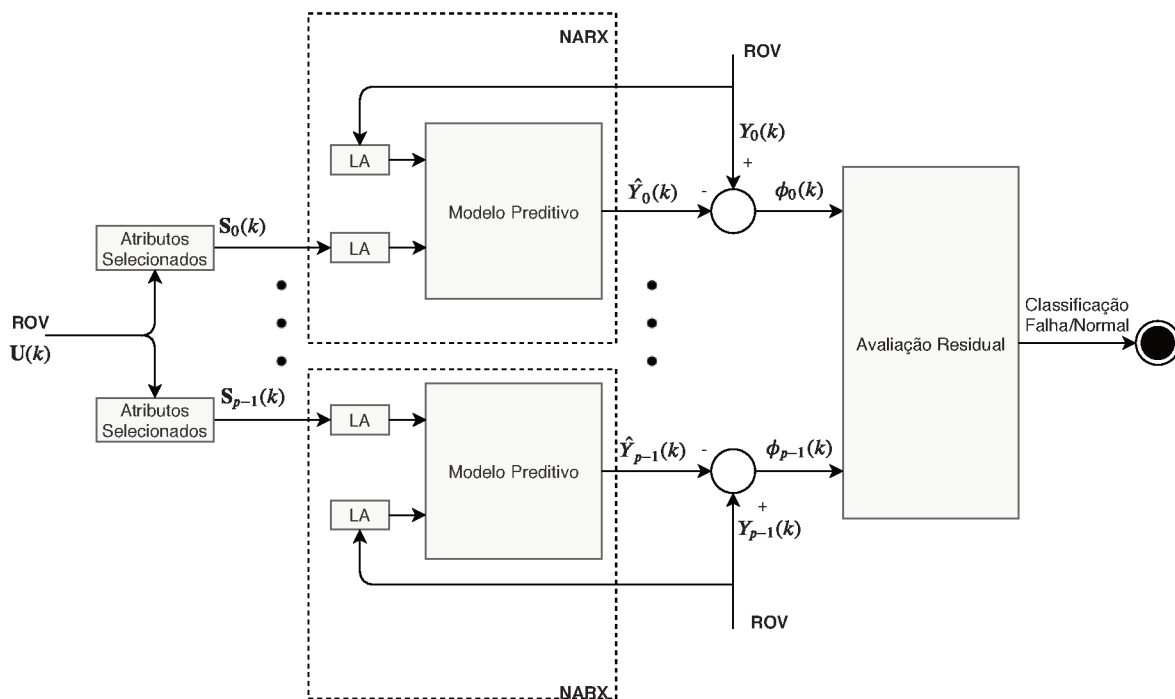 NARX
ROV
Y₀(k)
+
LA
Modelo Preditivo
Ŷ₀(k)
-
ϕ₀(k)
S₀(k)
Atributos
Selecionados
LA
ROV
U(k)
Classificação
Falha/Normal
Avaliação Residual
Atributos
Selecionados
Sₚ₋₁(k)
LA
Modelo Preditivo
Ŷₚ₋₁(k)
-
ϕₚ₋₁(k)
LA
+
Yₚ₋₁(k)
ROV
NARX